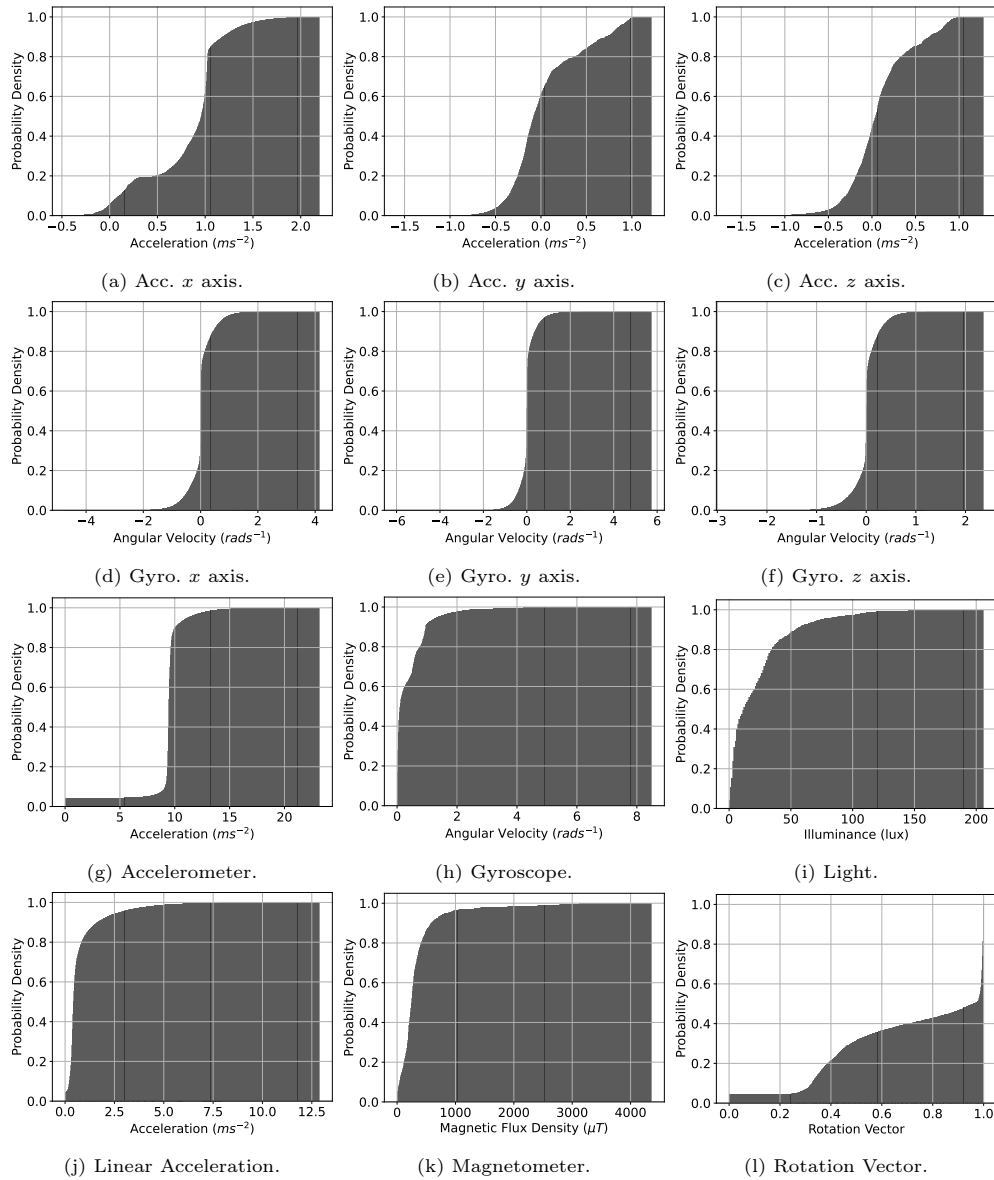 1.0
0.8
0.6
0.4
0.2
0.0
Probability Density
−0.5 0.0 0.5 1.0 1.5 2.0
Acceleration (ms⁻²)
(a) Acc. x axis.
1.0
0.8
0.6
0.4
0.2
0.0
Probability Density
−1.5 −1.0 −0.5 0.0 0.5 1.0
Acceleration (ms⁻²)
(b) Acc. y axis.
1.0
0.8
0.6
0.4
0.2
0.0
Probability Density
−1.5 −1.0 −0.5 0.0 0.5 1.0
Acceleration (ms⁻²)
(c) Acc. z axis.
1.0
0.8
0.6
0.4
0.2
0.0
Probability Density
−4 −2 0 2 4
Angular Velocity (rads⁻¹)
(d) Gyro. x axis.
1.0
0.8
0.6
0.4
0.2
0.0
Probability Density
−6 −4 −2 0 2 4 6
Angular Velocity (rads⁻¹)
(e) Gyro. y axis.
1.0
0.8
0.6
0.4
0.2
0.0
Probability Density
−3 −2 −1 0 1 2
Angular Velocity (rads⁻¹)
(f) Gyro. z axis.
1.0
0.8
0.6
0.4
0.2
0.0
Probability Density
0 5 10 15 20
Acceleration (ms⁻²)
(g) Accelerometer.
1.0
0.8
0.6
0.4
0.2
0.0
Probability Density
0 2 4 6 8
Angular Velocity (rads⁻¹)
(h) Gyroscope.
1.0
0.8
0.6
0.4
0.2
0.0
Probability Density
0 50 100 150 200
Illuminance (lux)
(i) Light.
1.0
0.8
0.6
0.4
0.2
0.0
Probability Density
0.0 2.5 5.0 7.5 10.0 12.5
Acceleration (ms⁻²)
(j) Linear Acceleration.
1.0
0.8
0.6
0.4
0.2
0.0
Probability Density
0 1000 2000 3000 4000
Magnetic Flux Density (μT)
(k) Magnetometer.
1.0
0.8
0.6
0.4
0.2
0.0
Probability Density
0.0 0.2 0.4 0.6 0.8 1.0
Rotation Vector
(l) Rotation Vector.